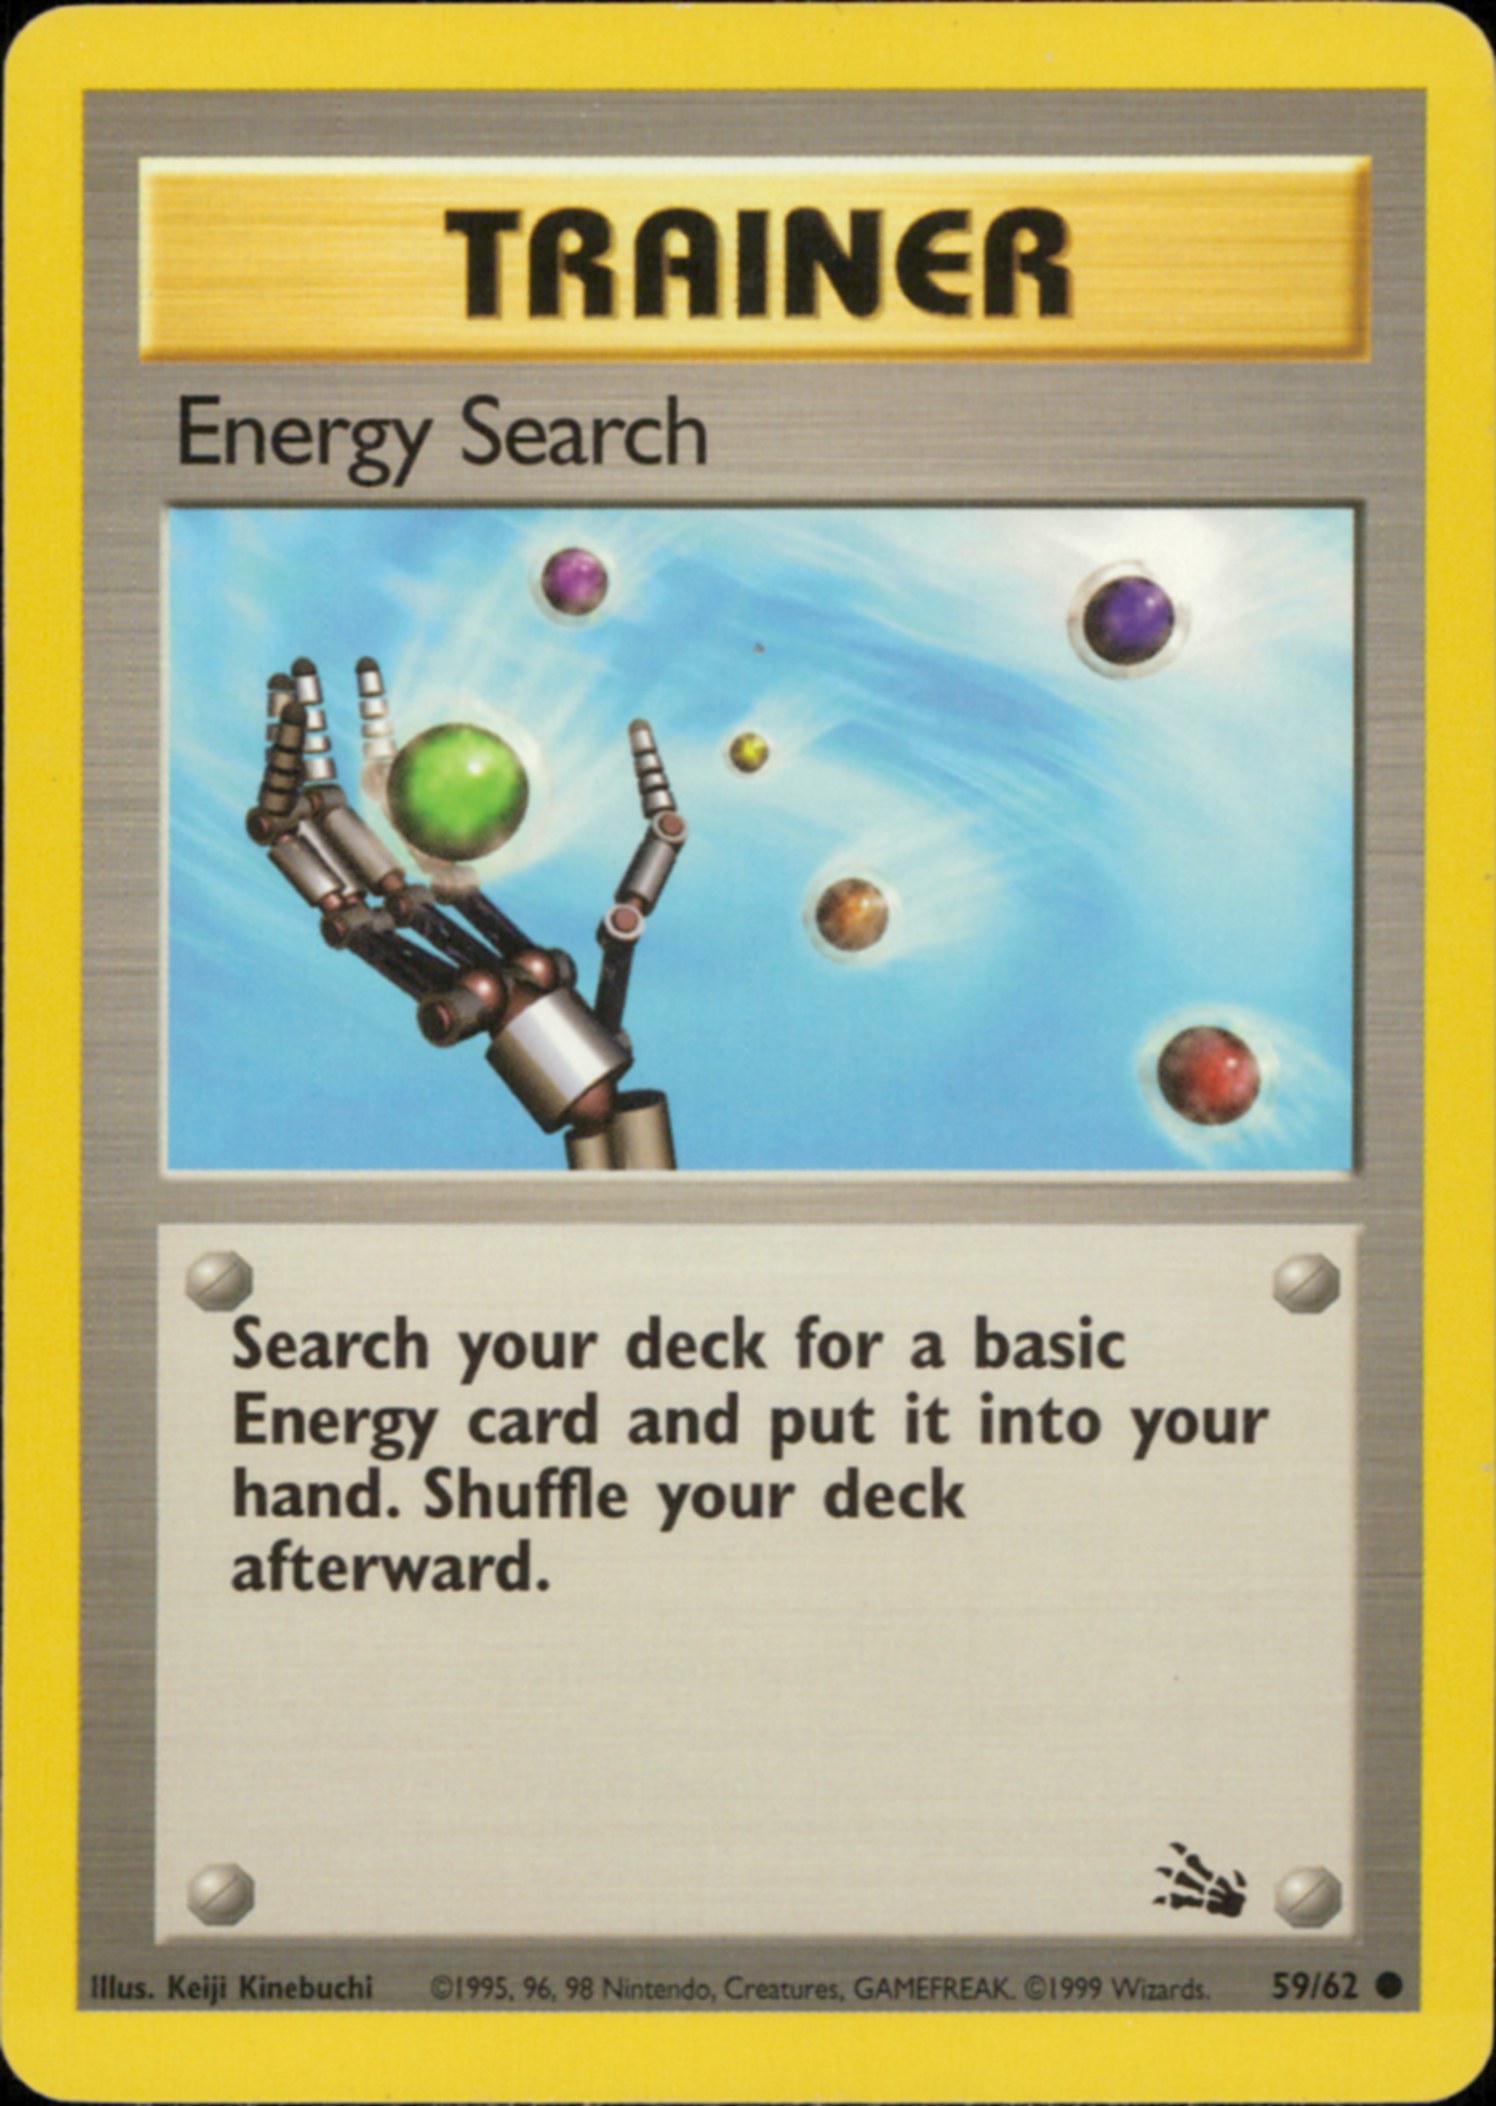 TRAINER
Energy Search
Search your deck for a basic
Energy card and put it into your
hand. Shuffle your deck
afterward.
Illus. Keiji Kinebuchi ©1995, 96, 98 Nintendo, Creatures, GAMEFREAK. ©1999 Wizards. 59/62 ●